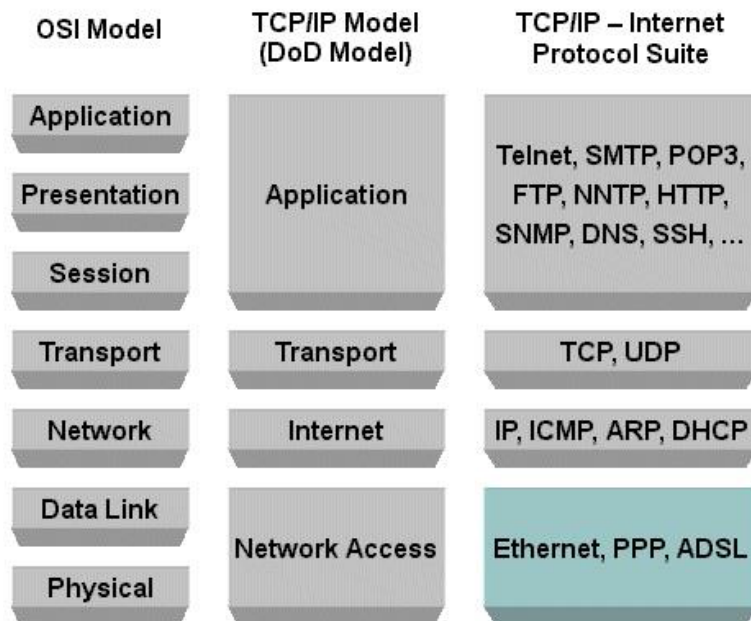 OSI Model
TCP/IP Model
(DoD Model)
TCP/IP – Internet
Protocol Suite
Application
Presentation
Session
Application
Telnet, SMTP, POP3,
FTP, NNTP, HTTP,
SNMP, DNS, SSH, ...
Transport
Transport
TCP, UDP
Network
Internet
IP, ICMP, ARP, DHCP
Data Link
Physical
Network Access
Ethernet, PPP, ADSL